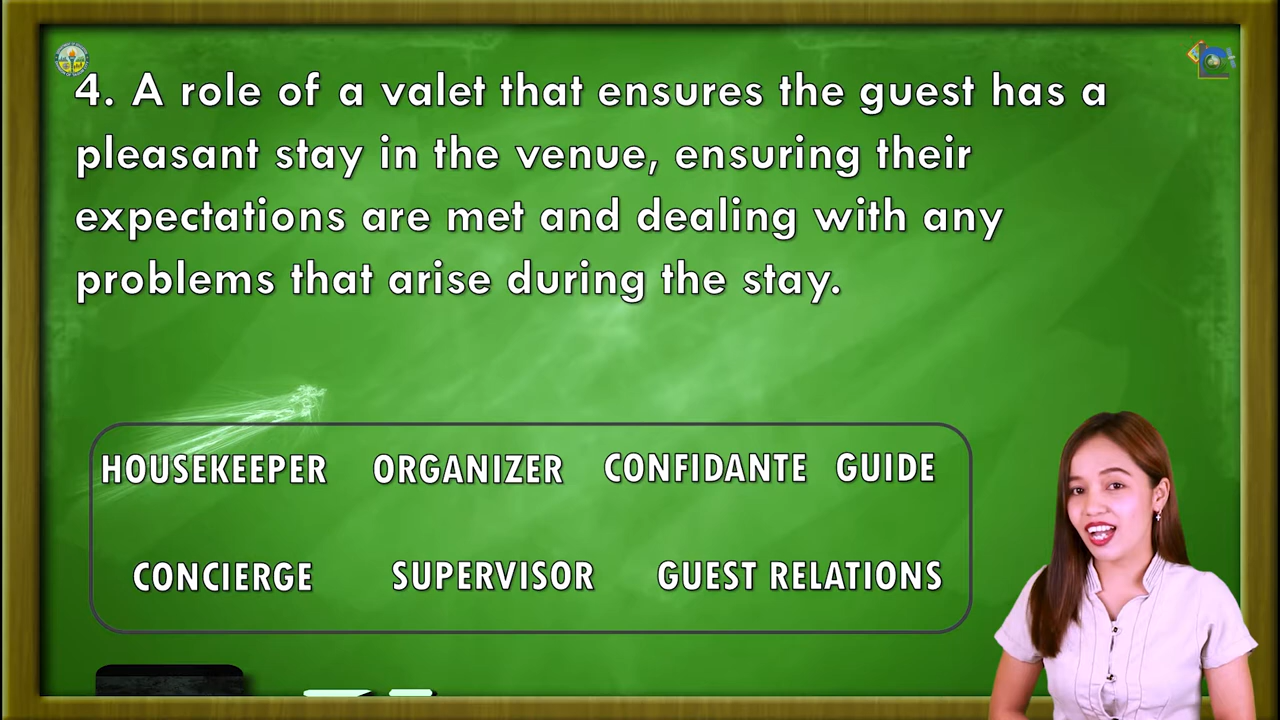 4. A role of a valet that ensures the guest has a
pleasant stay in the venue, ensuring their
expectations are met and dealing with any
problems that arise during the stay.
HOUSEKEEPER ORGANIZER CONFIDANTE GUIDE
CONCIERGE SUPERVISOR GUEST RELATIONS